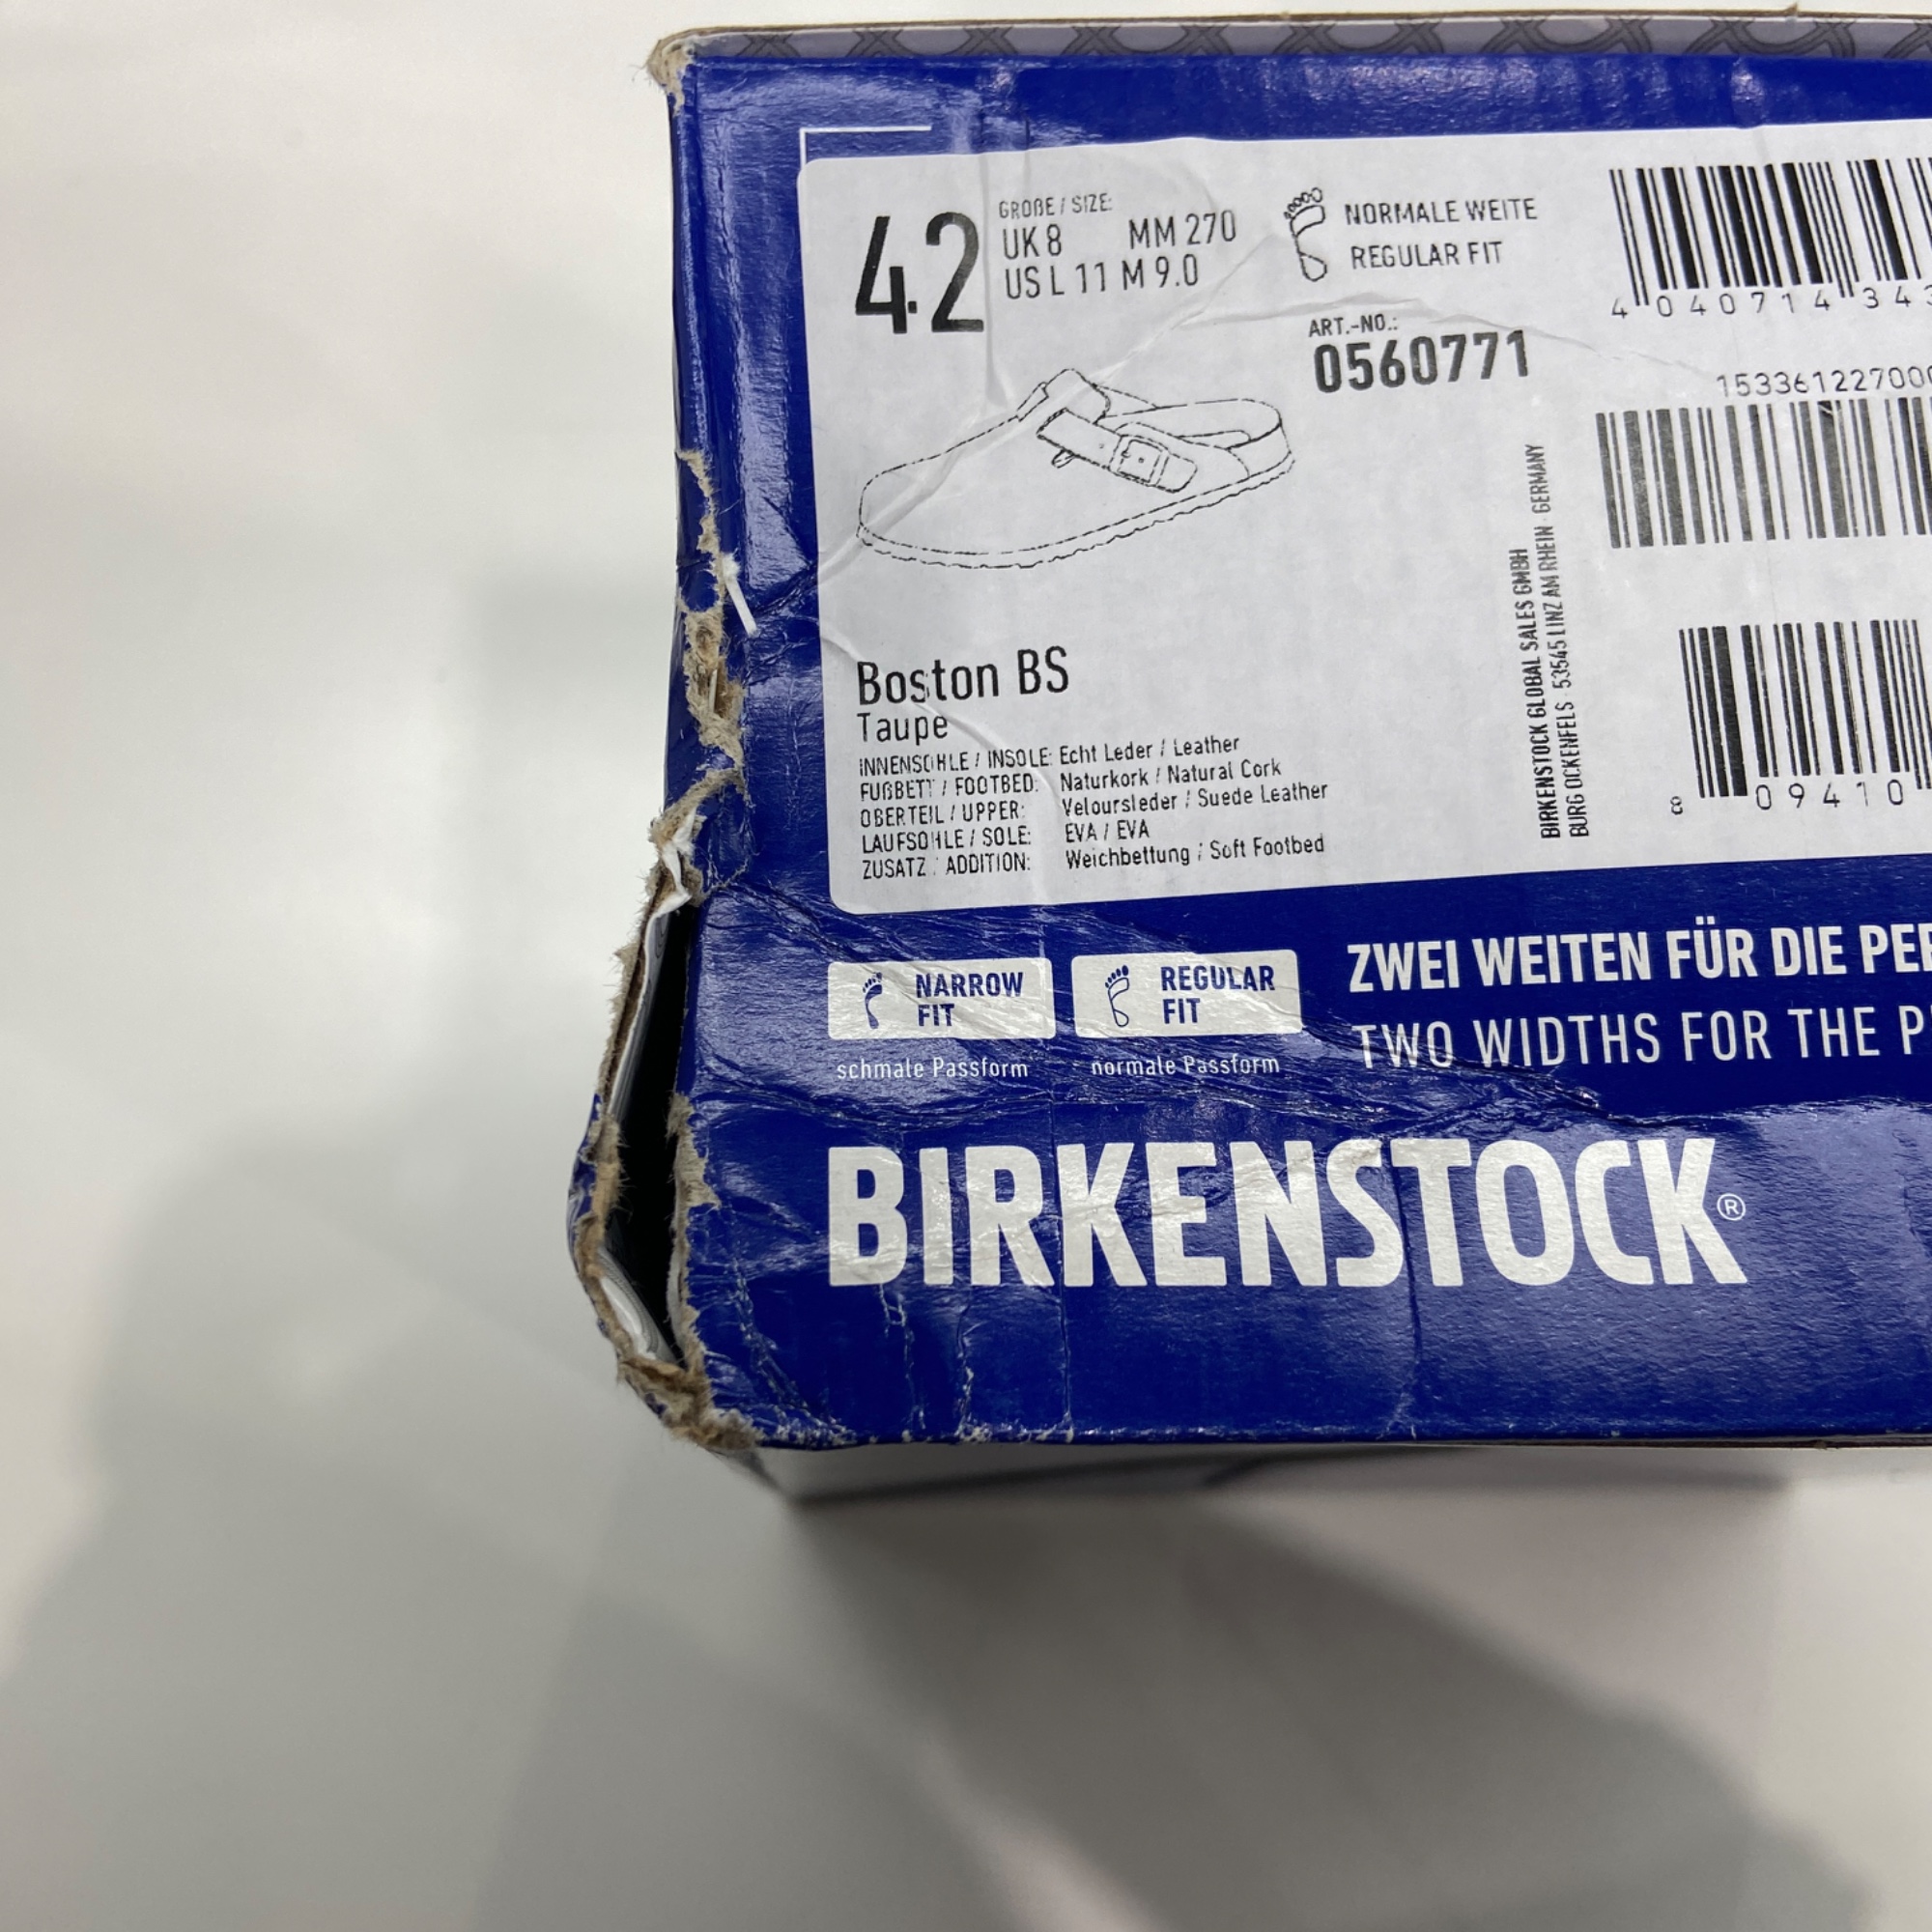 42
GRÖßE / SIZE:
UK 8 MM 270
US L 11 M 9.0
NORMALE WEITE
REGULAR FIT
ART.-NO.:
0560771
4 040714 343
15336122700
Boston BS
Taupe
INNENSOHLE / INSOLE: Echt Leder / Leather
FUßBETT / FOOTBED: Naturkork / Natural Cork
OBERTEIL / UPPER: Veloursleder / Suede Leather
LAUFSOHLE / SOLE: EVA / EVA
ZUSATZ / ADDITION: Weichbettung / Soft Footbed
BIRKENSTOCK GLOBAL SALES GMBH
BURG OCKENFELS 53545 LINZ AM RHEIN · GERMANY
8 09410
NARROW
FIT
schmale Passform
REGULAR
FIT
normale Passform
ZWEI WEITEN FÜR DIE PER
TWO WIDTHS FOR THE P
BIRKENSTOCK®